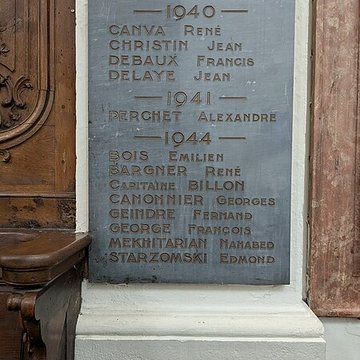 — 1940 —
CANVA RENÉ
CHRISTIN JEAN
DEBAUX FRANCIS
DELAYE JEAN
— 1941 —
PERCHET ALEXANDRE
— 1944 —
BOIS EMILIEN
BARGNER RENÉ
CAPITAINE BILLON
CANONNIER GEORGES
GEINDRE FERNAND
GEORGE FRANÇOIS
MEKHITARIAN NAHABED
STARZOMSKI EDMOND